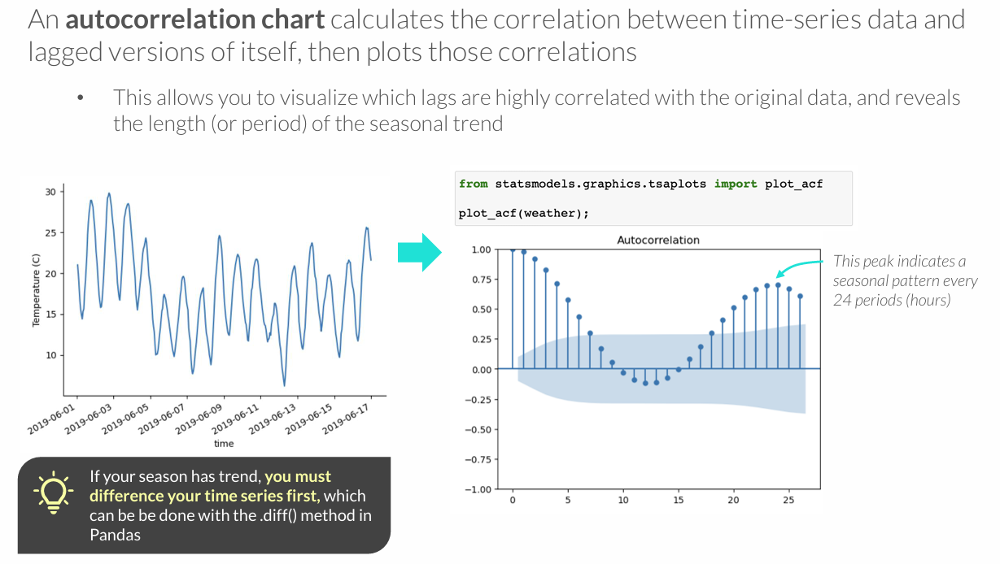 An autocorrelation chart calculates the correlation between time-series data and
lagged versions of itself, then plots those correlations
• This allows you to visualize which lags are highly correlated with the original data, and reveals
the length (or period) of the seasonal trend
30
25
20
15
10
Temperature (C)
2019-06-01
2019-06-03
2019-06-05
2019-06-07
2019-06-09
2019-06-11
2019-06-13
2019-06-15
2019-06-17
time
from statsmodels.graphics.tsaplots import plot_acf
plot_acf(weather);
Autocorrelation
1.00
0.75
0.50
0.25
0.00
−0.25
−0.50
−0.75
−1.00
0
5
10
15
20
25
This peak indicates a
seasonal pattern every
24 periods (hours)
If your season has trend, you must
difference your time series first, which
can be be done with the .diff() method in
Pandas